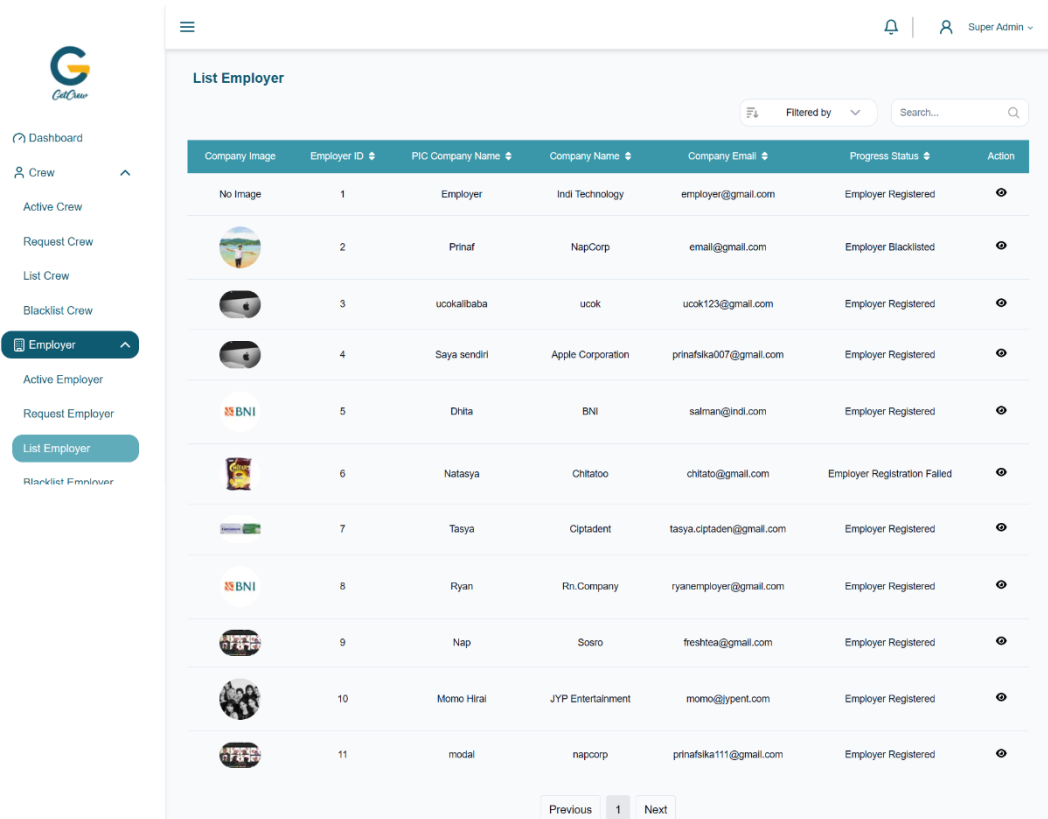 GetCrew
Super Admin
List Employer
Filtered by
Search...
Dashboard
Crew
Active Crew
Request Crew
List Crew
Blacklist Crew
Employer
Active Employer
Request Employer
List Employer
Blacklist Employer
Company Image Employer ID PIC Company Name Company Name Company Email Progress Status Action
No Image 1 Employer Indi Technology employer@gmail.com Employer Registered
2 Prinaf NapCorp email@gmail.com Employer Blacklisted
3 ucokalibaba ucok ucok123@gmail.com Employer Registered
4 Saya sendiri Apple Corporation prinafsika007@gmail.com Employer Registered
BNI 5 Dhita BNI salman@indi.com Employer Registered
6 Natasya Chitatoo chitato@gmail.com Employer Registration Failed
7 Tasya Ciptadent tasya.ciptaden@gmail.com Employer Registered
BNI 8 Ryan Rn.Company ryanemployer@gmail.com Employer Registered
9 Nap Sosro freshtea@gmail.com Employer Registered
10 Momo Hirai JYP Entertainment momo@jypent.com Employer Registered
11 modal napcorp prinafsika111@gmail.com Employer Registered
Previous 1 Next